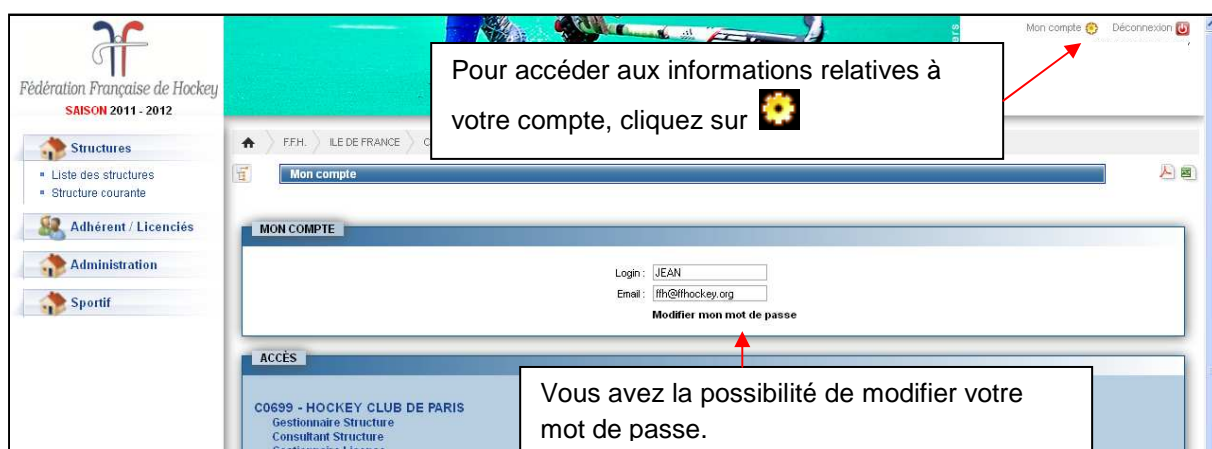 Mon compte Déconnexion
Pour accéder aux informations relatives à
votre compte, cliquez sur
Fédération Française de Hockey
SAISON 2011 - 2012
F.F.H. ILE DE FRANCE
Structures
Liste des structures
Structure courante
Adhérent / Licenciés
Administration
Sportif
Mon compte
MON COMPTE
Login : JEAN
Email : ffh@ffhockey.org
Modifier mon mot de passe
ACCÈS
Vous avez la possibilité de modifier votre
mot de passe.
C0699 - HOCKEY CLUB DE PARIS
Gestionnaire Structure
Consultant Structure